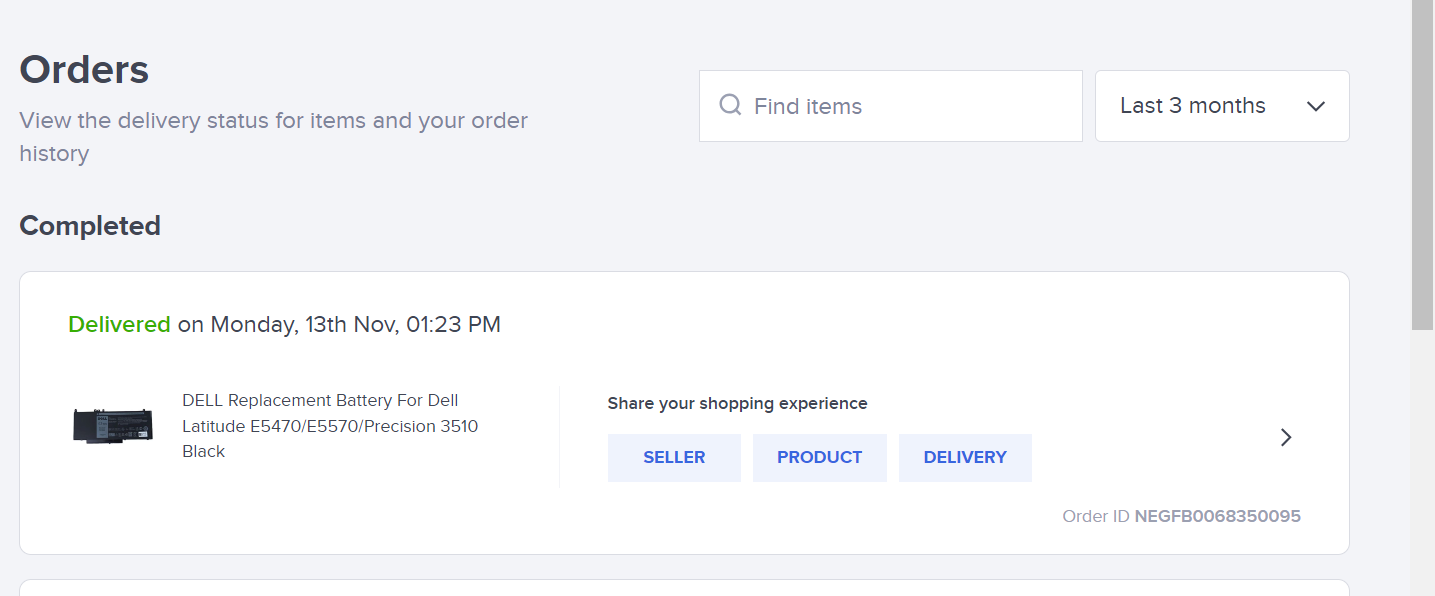 Orders
View the delivery status for items and your order
history
Find items
Last 3 months
Completed
Delivered on Monday, 13th Nov, 01:23 PM
DELL Replacement Battery For Dell
Latitude E5470/E5570/Precision 3510
Black
Share your shopping experience
SELLER
PRODUCT
DELIVERY
Order ID NEGFB0068350095